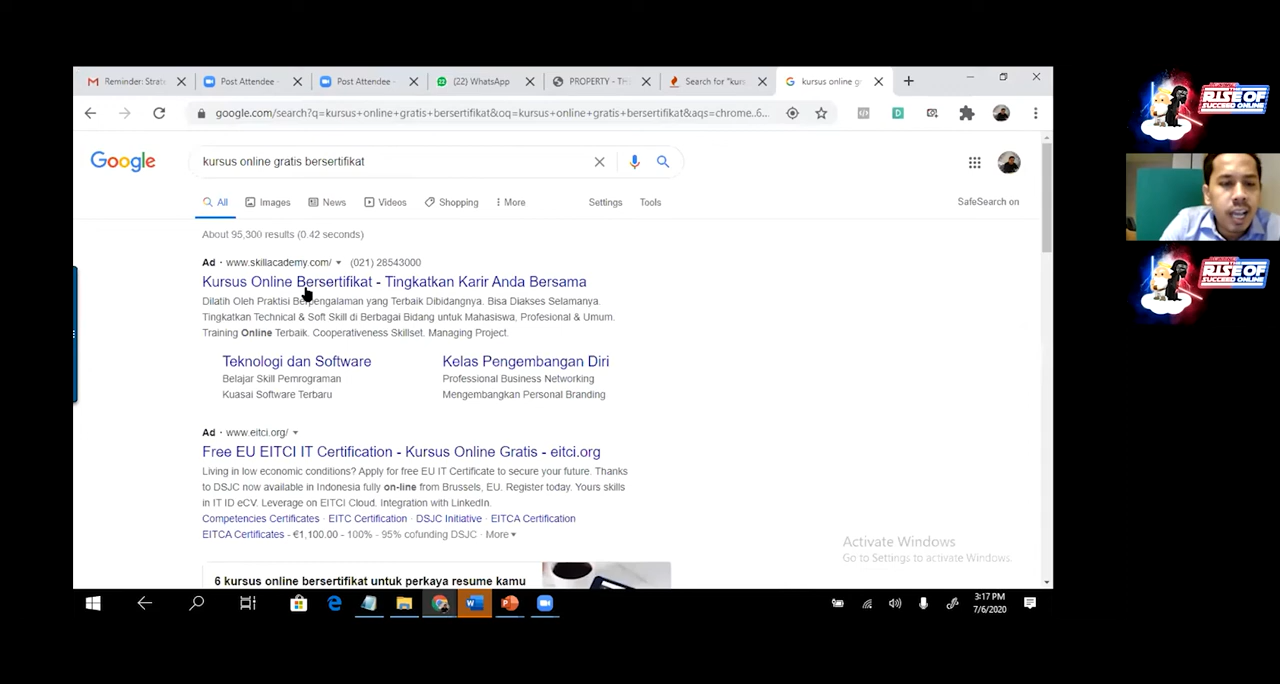 Reminder: Strate
Post Attendee -
Post Attendee -
(22) WhatsApp
PROPERTY - TH
Search for "kurs
kursus online gr
google.com/search?q=kursus+online+gratis+bersertifikat&oq=kursus+online+gratis+bersertifikat&aqs=chrome..6...
Google
kursus online gratis bersertifikat
All
Images
News
Videos
Shopping
More
Settings
Tools
About 95,300 results (0.42 seconds)
SafeSearch on
Ad · www.skillacademy.com/ (021) 28543000
Kursus Online Bersertifikat - Tingkatkan Karir Anda Bersama
Dilatih Oleh Praktisi Berpengalaman yang Terbaik Dibidangnya. Bisa Diakses Selamanya.
Tingkatkan Technical & Soft Skill di Berbagai Bidang untuk Mahasiswa, Profesional & Umum.
Training Online Terbaik. Cooperativeness Skillset. Managing Project.
Teknologi dan Software
Belajar Skill Pemrograman
Kuasai Software Terbaru
Kelas Pengembangan Diri
Professional Business Networking
Mengembangkan Personal Branding
Ad · www.eitci.org/
Free EU EITCI IT Certification - Kursus Online Gratis - eitci.org
Living in low economic conditions? Apply for free EU IT Certificate to secure your future. Thanks
to DSJC now available in Indonesia fully on-line from Brussels, EU. Register today. Yours skills
in IT ID eCV. Leverage on EITCI Cloud. Integration with LinkedIn.
Competencies Certificates · EITC Certification · DSJC Initiative · EITCA Certification
EITCA Certificates - €1,100.00 - 100% - 95% cofunding DSJC · More
6 kursus online bersertifikat untuk perkaya resume kamu
Activate Windows
Go to Settings to activate Windows.
3:17 PM
7/6/2020
THE
RISE OF
SUCCEED ONLINE
THE
RISE OF
SUCCEED ONLINE